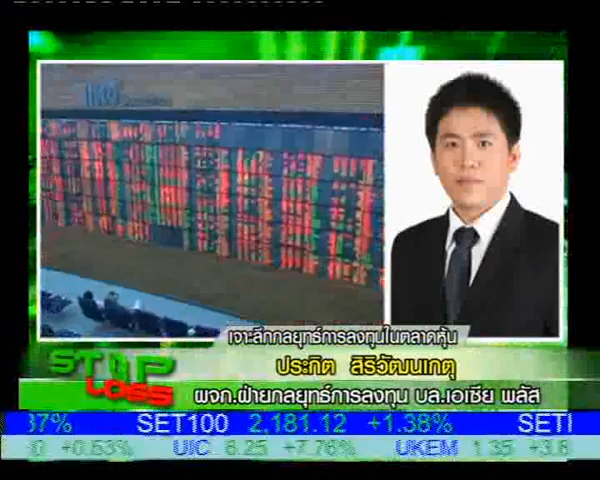 เจาะลึกกลยุทธ์การลงทุนในตลาดหุ้น
ประกิต สิริวัฒนเกตุ
STOP
LOSS
ผจก.ฝ่ายกลยุทธ์การลงทุน บล.เอเซีย พลัส
37% SET100 2,181.12 +1.38% SETI
+0.53% UIC 6.25 +7.76% UKEM 1.35 +3.8